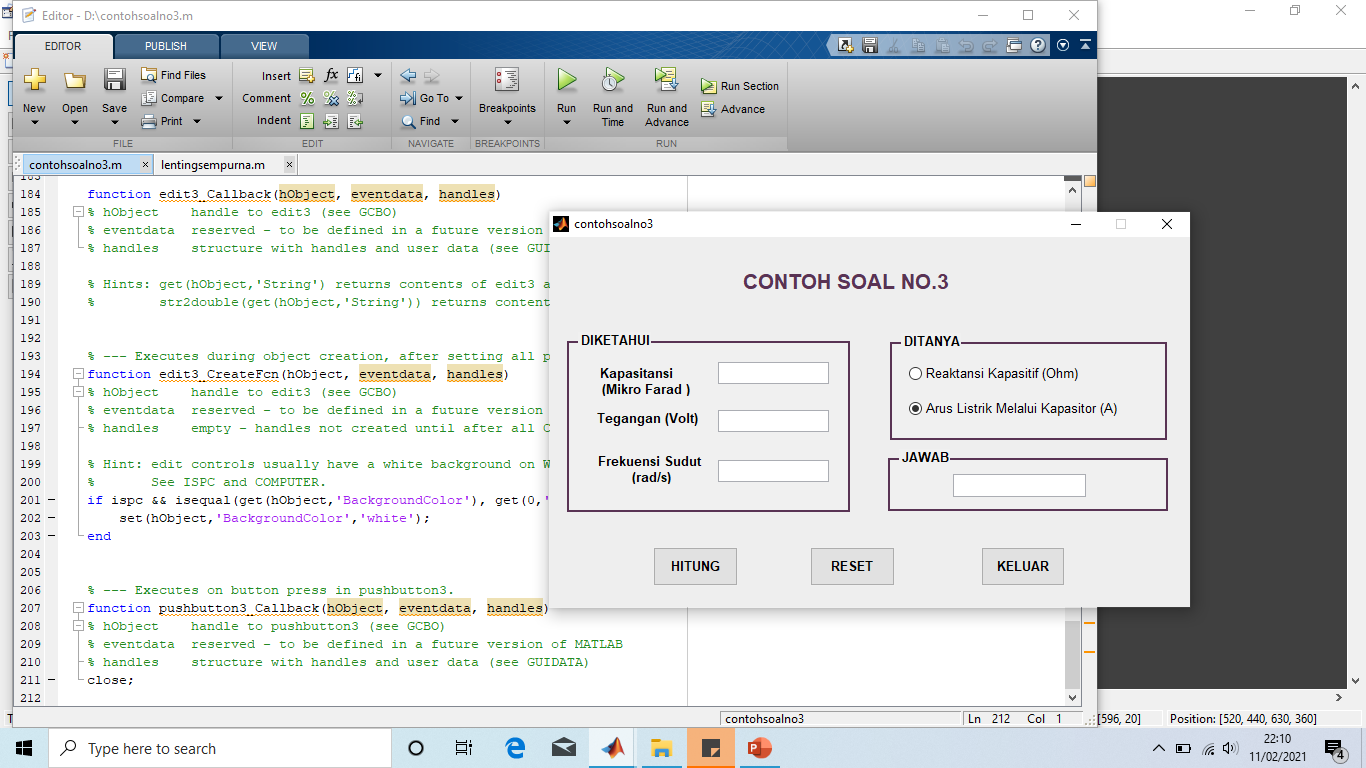 Editor - D:\contohsoalno3.m
EDITOR PUBLISH VIEW
New Open Save
Find Files
Compare
Print
FILE
Insert
Comment
Indent
EDIT
Go To
Find
NAVIGATE
Breakpoints
BREAKPOINTS
Run Run and Time Run and Advance
Run Section
Advance
RUN
contohsoalno3.m × lentingsempurna.m ×
183
184 function edit3_Callback(hObject, eventdata, handles)
185 % hObject    handle to edit3 (see GCBO)
186 % eventdata  reserved - to be defined in a future version
187 % handles    structure with handles and user data (see GUI
188
189 % Hints: get(hObject,'String') returns contents of edit3 a
190 %        str2double(get(hObject,'String')) returns content
191
192
193 % --- Executes during object creation, after setting all p
194 function edit3_CreateFcn(hObject, eventdata, handles)
195 % hObject    handle to edit3 (see GCBO)
196 % eventdata  reserved - to be defined in a future version
197 % handles    empty - handles not created until after all C
198
199 % Hint: edit controls usually have a white background on W
200 %       See ISPC and COMPUTER.
201 – if ispc && isequal(get(hObject,'BackgroundColor'), get(0,'
202 –     set(hObject,'BackgroundColor','white');
203 – end
204
205
206 % --- Executes on button press in pushbutton3.
207 function pushbutton3_Callback(hObject, eventdata, handles)
208 % hObject    handle to pushbutton3 (see GCBO)
209 % eventdata  reserved - to be defined in a future version of MATLAB
210 % handles    structure with handles and user data (see GUIDATA)
211 – close;
212
contohsoalno3
CONTOH SOAL NO.3
DIKETAHUI
Kapasitansi
(Mikro Farad )
Tegangan (Volt)
Frekuensi Sudut
(rad/s)
DITANYA
Reaktansi Kapasitif (Ohm)
Arus Listrik Melalui Kapasitor (A)
JAWAB
HITUNG RESET KELUAR
contohsoalno3 Ln 212 Col 1
[596, 20] Position: [520, 440, 630, 360]
Type here to search
22:10
11/02/2021
4